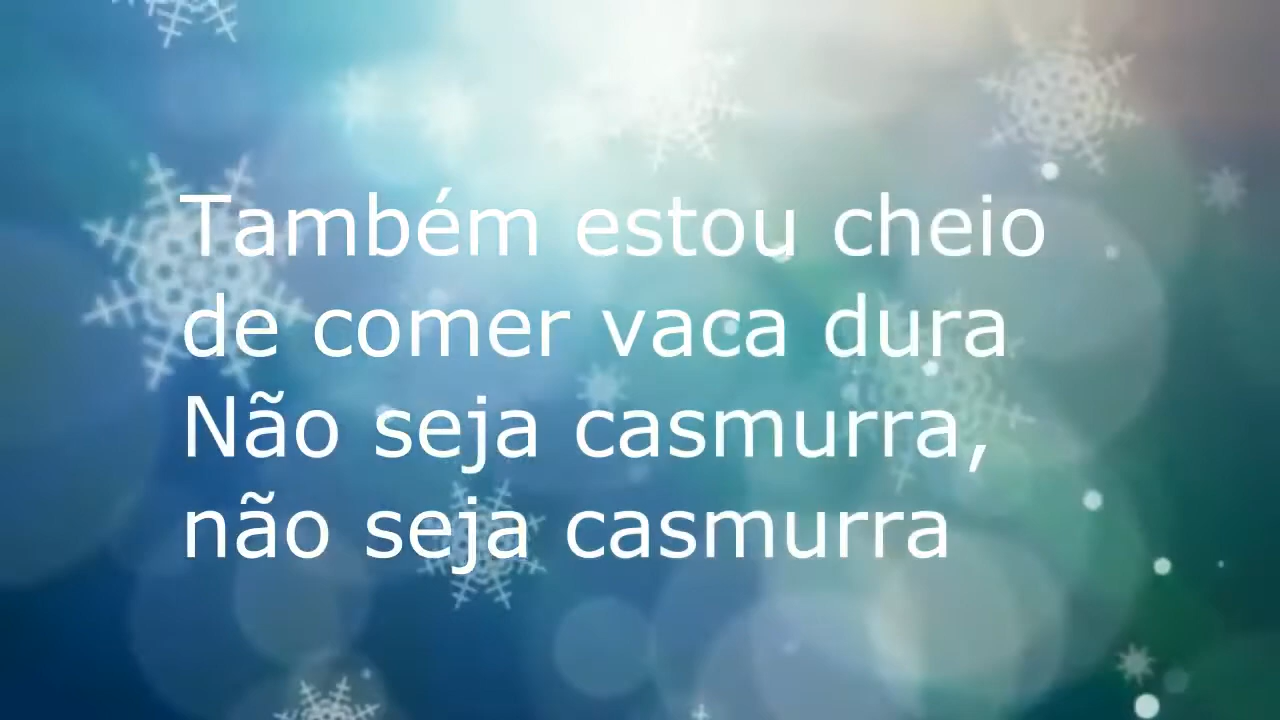 Também estou cheio
de comer vaca dura
Não seja casmurra,
não seja casmurra